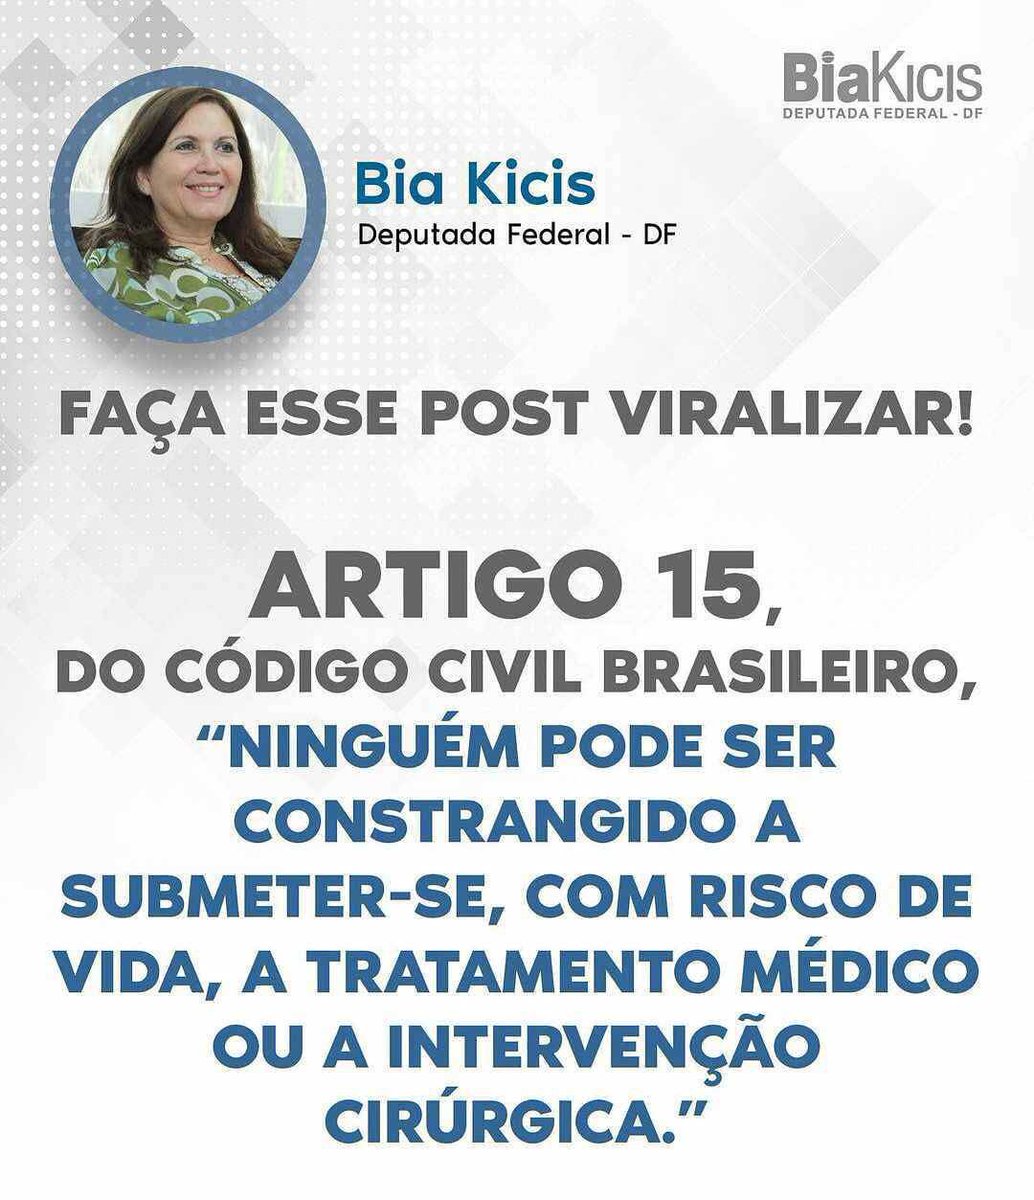 BiaKicis
DEPUTADA FEDERAL - DF
Bia Kicis
Deputada Federal - DF
FAÇA ESSE POST VIRALIZAR!
ARTIGO 15,
DO CÓDIGO CIVIL BRASILEIRO,
“NINGUÉM PODE SER
CONSTRANGIDO A
SUBMETER-SE, COM RISCO DE
VIDA, A TRATAMENTO MÉDICO
OU A INTERVENÇÃO
CIRÚRGICA.”